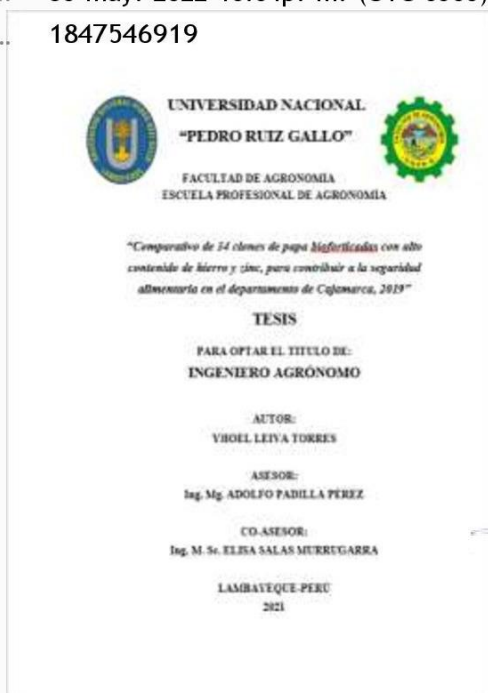 1847546919
UNIVERSIDAD NACIONAL
“PEDRO RUIZ GALLO”
FACULTAD DE AGRONOMIA
ESCUELA PROFESIONAL DE AGRONOMÍA
“Comparativo de 34 clones de papa bioforticadas con alto
contenido de hierro y zinc, para contribuir a la seguridad
alimentaria en el departamento de Cajamarca, 2019”
TESIS
PARA OPTAR EL TITULO DE:
INGENIERO AGRÓNOMO
AUTOR:
YHOEL LEIVA TORRES
ASESOR:
Ing. Mg. ADOLFO PADILLA PÉREZ
CO-ASESOR:
Ing. M. Sc. ELISA SALAS MURRUGARRA
LAMBAYEQUE-PERÚ
2021